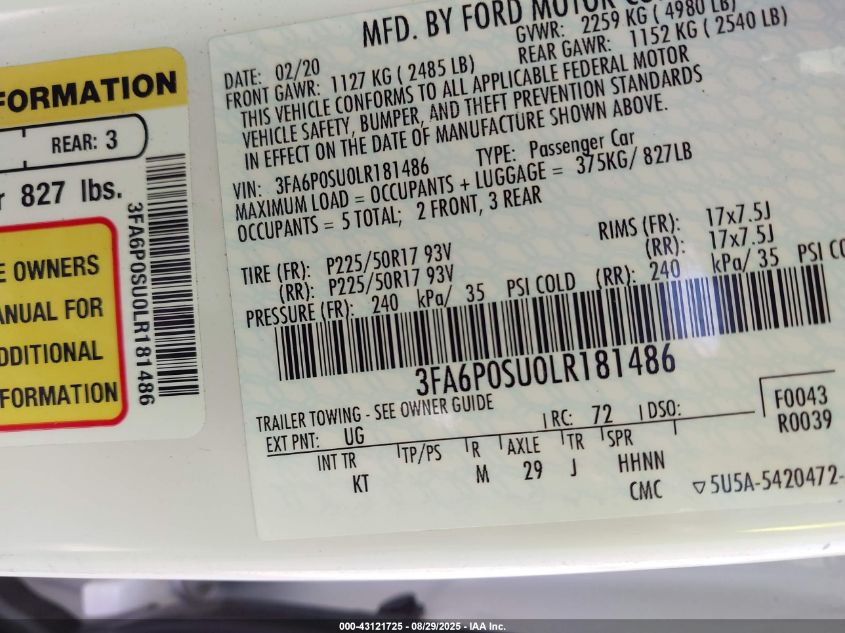 FORMATION
REAR: 3
827 lbs.
3FA6P0SU0LR181486
E OWNERS
ANUAL FOR
DDITIONAL
FORMATION
MFD. BY FORD MOTOR CO
DATE: 02/20
GVWR: 2259 KG ( 4980 LB)
FRONT GAWR: 1127 KG ( 2485 LB)
REAR GAWR: 1152 KG ( 2540 LB)
THIS VEHICLE CONFORMS TO ALL APPLICABLE FEDERAL MOTOR
VEHICLE SAFETY, BUMPER, AND THEFT PREVENTION STANDARDS
IN EFFECT ON THE DATE OF MANUFACTURE SHOWN ABOVE.
VIN: 3FA6P0SU0LR181486 TYPE: Passenger Car
MAXIMUM LOAD = OCCUPANTS + LUGGAGE = 375KG/ 827LB
OCCUPANTS = 5 TOTAL; 2 FRONT, 3 REAR
TIRE (FR): P225/50R17 93V RIMS (FR): 17x7.5J
(RR): P225/50R17 93V (RR): 17x7.5J
PRESSURE (FR): 240 kPa/ 35 PSI COLD (RR): 240 kPa/ 35 PSI CO
3FA6P0SU0LR181486
TRAILER TOWING - SEE OWNER GUIDE
EXT PNT: UG RC: 72 DSO:
F0043
R0039
INT TR TP/PS R AXLE TR SPR
KT M 29 J HHNN
CMC ▽5U5A-5420472-
000-43121725 - 08/29/2025 - IAA Inc.